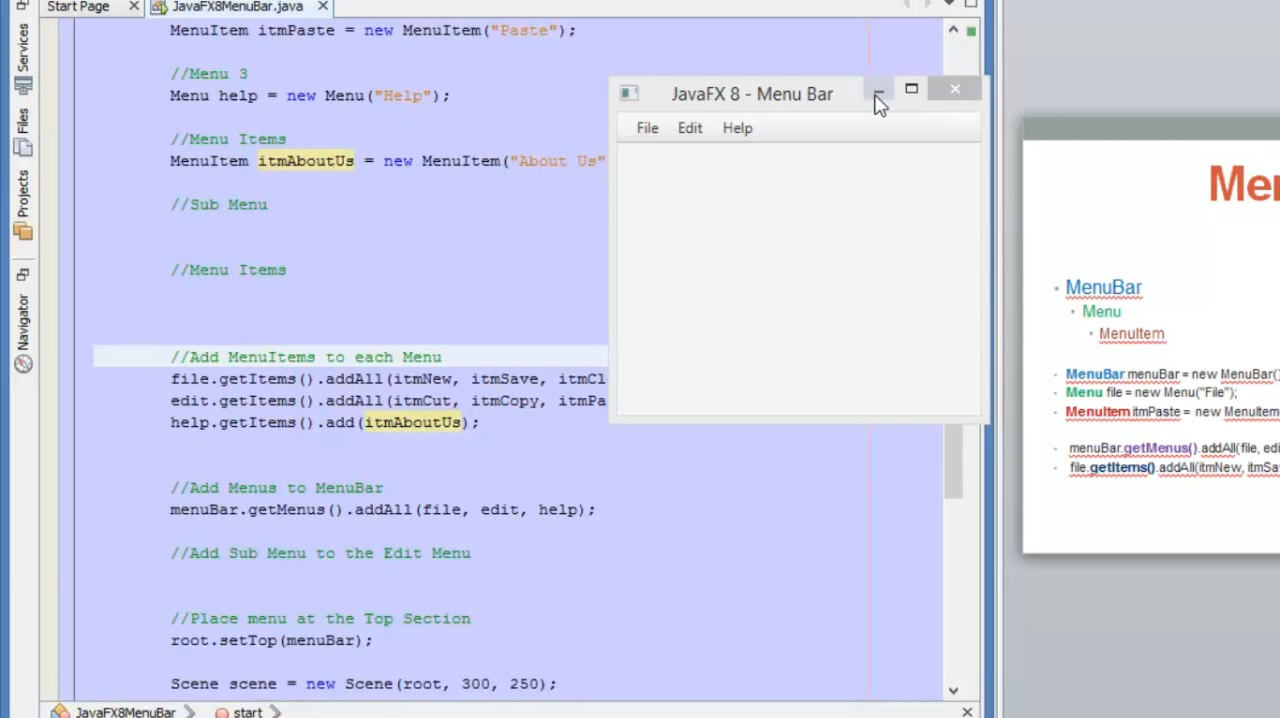 Start Page
JavaFX8MenuBar.java
Services
Files
Projects
Navigator
MenuItem itmPaste = new MenuItem("Paste");
//Menu 3
Menu help = new Menu("Help");
//Menu Items
MenuItem itmAboutUs = new MenuItem("About Us"
//Sub Menu
//Menu Items
//Add MenuItems to each Menu
file.getItems().addAll(itmNew, itmSave, itmCl
edit.getItems().addAll(itmCut, itmCopy, itmPa
help.getItems().add(itmAboutUs);
//Add Menus to MenuBar
menuBar.getMenus().addAll(file, edit, help);
//Add Sub Menu to the Edit Menu
//Place menu at the Top Section
root.setTop(menuBar);
Scene scene = new Scene(root, 300, 250);
JavaFX8MenuBar
start
JavaFX 8 - Menu Bar
File Edit Help
Men
MenuBar
Menu
MenuItem
MenuBar menuBar = new MenuBar()
Menu file = new Menu("File");
MenuItem itmPaste = new MenuItem
menuBar.getMenus().addAll(file, edi
file.getItems().addAll(itmNew, itmSa